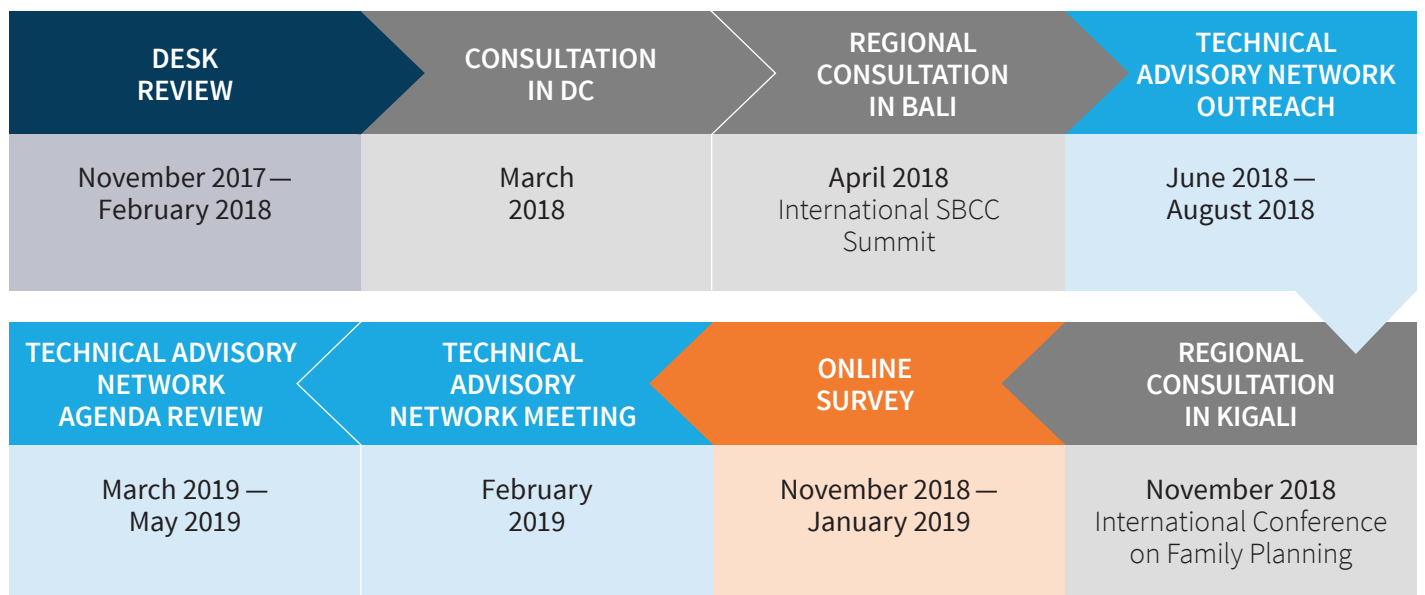 DESK
REVIEW
November 2017—
February 2018
CONSULTATION
IN DC
March
2018
REGIONAL
CONSULTATION
IN BALI
April 2018
International SBCC
Summit
TECHNICAL
ADVISORY NETWORK
OUTREACH
June 2018—
August 2018
REGIONAL
CONSULTATION
IN KIGALI
November 2018
International Conference
on Family Planning
ONLINE
SURVEY
November 2018—
January 2019
TECHNICAL
ADVISORY
NETWORK MEETING
February
2019
TECHNICAL ADVISORY
NETWORK
AGENDA REVIEW
March 2019—
May 2019